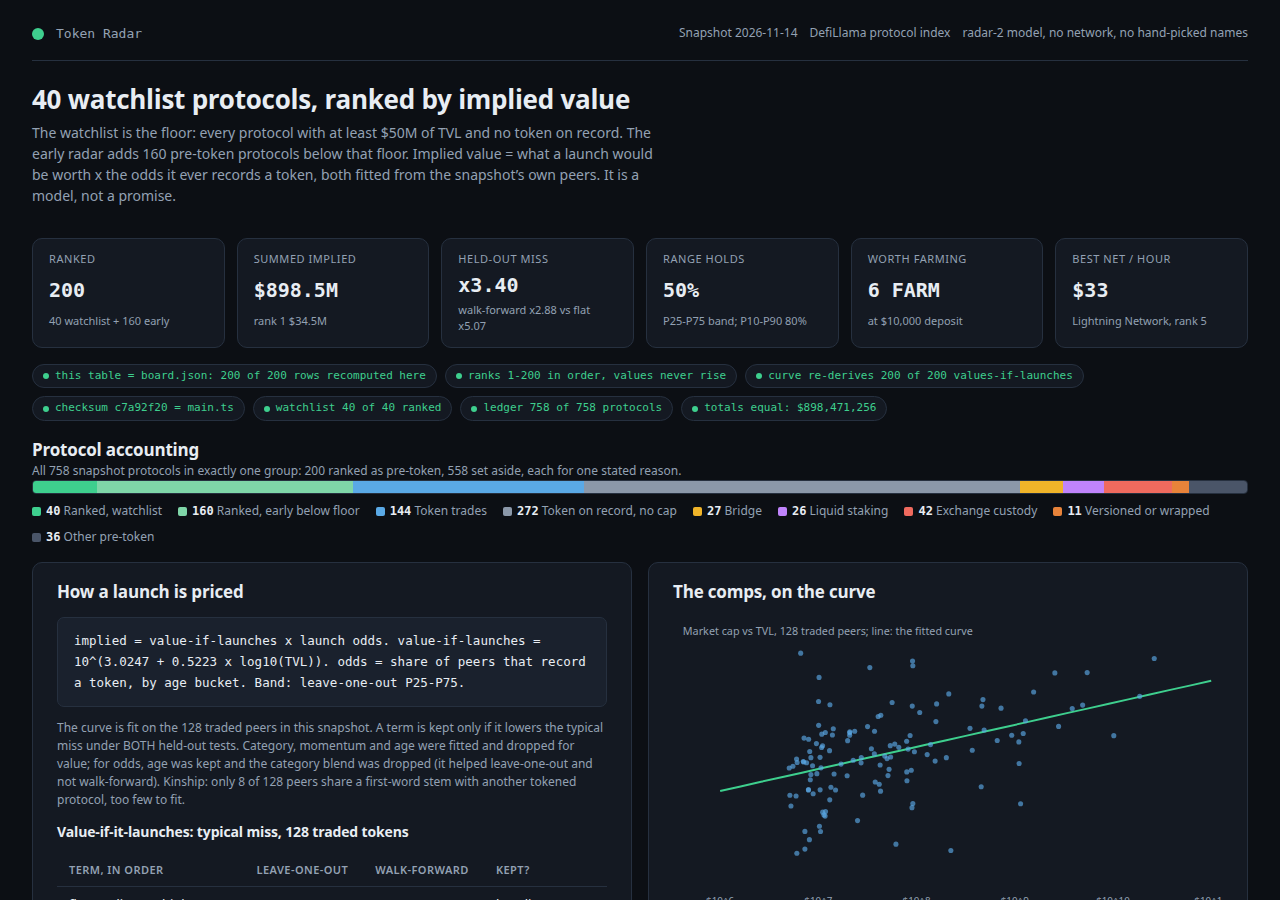 Token Radar
Snapshot 2026-11-14 DefiLlama protocol index radar-2 model, no network, no hand-picked names
40 watchlist protocols, ranked by implied value
The watchlist is the floor: every protocol with at least $50M of TVL and no token on record. The
early radar adds 160 pre-token protocols below that floor. Implied value = what a launch would
be worth x the odds it ever records a token, both fitted from the snapshot's own peers. It is a
model, not a promise.
RANKED
200
40 watchlist + 160 early
SUMMED IMPLIED
$898.5M
rank 1 $34.5M
HELD-OUT MISS
x3.40
walk-forward x2.88 vs flat
x5.07
RANGE HOLDS
50%
P25-P75 band; P10-P90 80%
WORTH FARMING
6 FARM
at $10,000 deposit
BEST NET / HOUR
$33
Lightning Network, rank 5
this table = board.json: 200 of 200 rows recomputed here
ranks 1-200 in order, values never rise
curve re-derives 200 of 200 values-if-launches
checksum c7a92f20 = main.ts
watchlist 40 of 40 ranked
ledger 758 of 758 protocols
totals equal: $898,471,256
Protocol accounting
All 758 snapshot protocols in exactly one group: 200 ranked as pre-token, 558 set aside, each for one stated reason.
40 Ranked, watchlist 160 Ranked, early below floor 144 Token trades 272 Token on record, no cap 27 Bridge 26 Liquid staking 42 Exchange custody 11 Versioned or wrapped
36 Other pre-token
How a launch is priced
implied = value-if-launches x launch odds. value-if-launches =
10^(3.0247 + 0.5223 x log10(TVL)). odds = share of peers that record
a token, by age bucket. Band: leave-one-out P25-P75.
The curve is fit on the 128 traded peers in this snapshot. A term is kept only if it lowers the typical
miss under BOTH held-out tests. Category, momentum and age were fitted and dropped for
value; for odds, age was kept and the category blend was dropped (it helped leave-one-out and
not walk-forward). Kinship: only 8 of 128 peers share a first-word stem with another tokened
protocol, too few to fit.
Value-if-it-launches: typical miss, 128 traded tokens
TERM, IN ORDER LEAVE-ONE-OUT WALK-FORWARD KEPT?
The comps, on the curve
Market cap vs TVL, 128 traded peers; line: the fitted curve